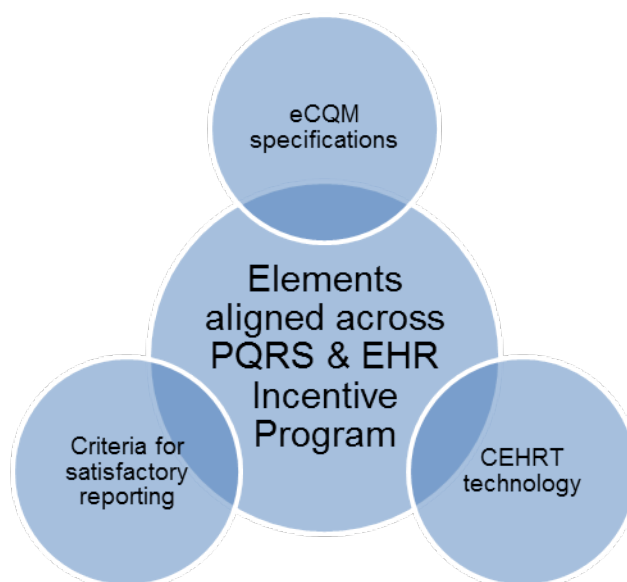 eCQM
specifications
Elements
aligned across
PQRS & EHR
Incentive
Program
Criteria for
satisfactory
reporting
CEHRT
technology